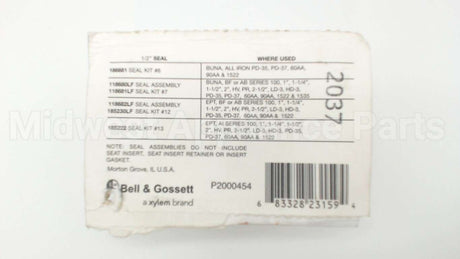 1/2" SEAL WHERE USED
186661 SEAL KIT #6 BUNA, ALL IRON PD-35, PD-37, 60AA,
90AA & 1522
118680LF SEAL ASSEMBLY BUNA, BF or AB SERIES 100, 1", 1-1/4",
118681LF SEAL KIT #7 1-1/2", 2", HV, PR, 2-1/2", LD-3, HD-3,
PD-35, PD-37, 60AA, 90AA, 1522 & 1535
118682LF SEAL ASSEMBLY EPT, BF or AB SERIES 100, 1", 1-1/4",
185230LF SEAL KIT #12 1-1/2", 2", HV, PR, 2-1/2", LD-3, HD-3,
PD-35, PD-37, 60AA, 90AA & 1522
185222 SEAL KIT #13 EPT, AI SERIES 100, 1", 1-1/4", 1-1/2",
2", HV, PR, 2-1/2", LD-3, HD-3, PD-35,
PD-37, 60AA, 90AA & 1522
2037
NOTE: SEAL ASSEMBLIES DO NOT INCLUDE
SEAT INSERT, SEAT INSERT RETAINER OR INSERT
GASKET.
Morton Grove, IL U.S.A.
Bell & Gossett P2000454
a xylem brand
6 83328 23159 4